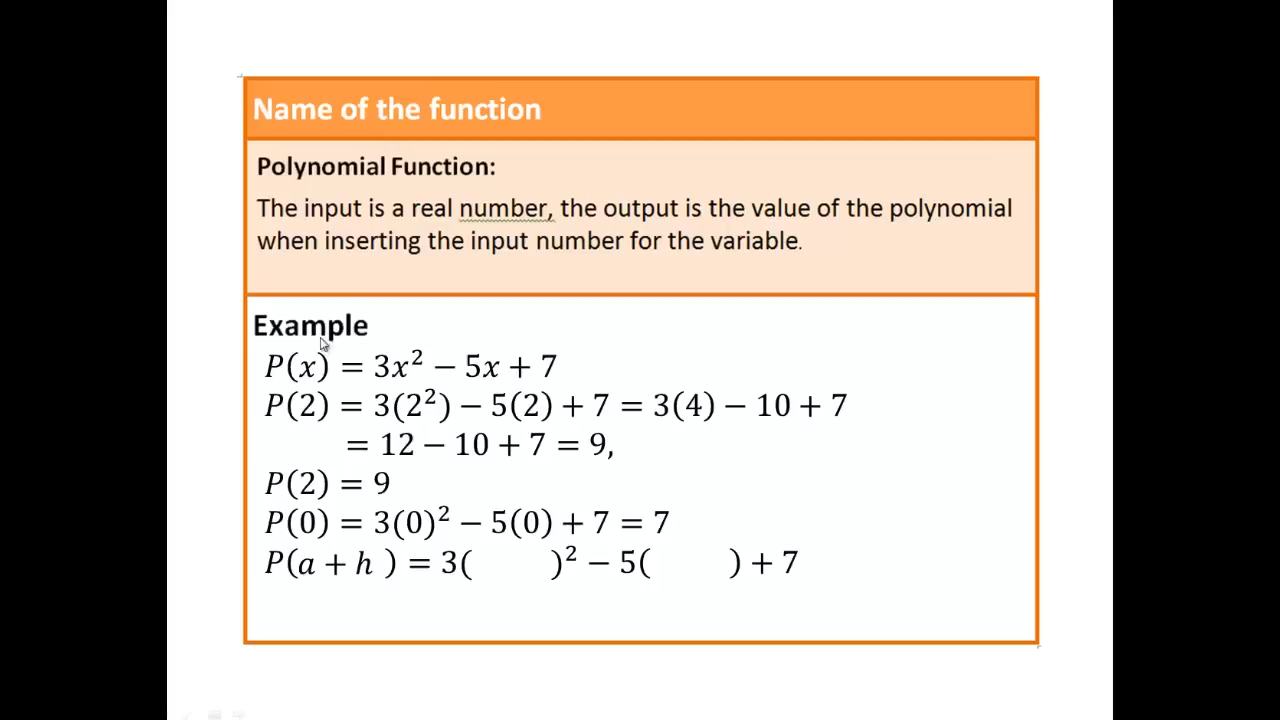 Name of the function
Polynomial Function:
The input is a real number, the output is the value of the polynomial
when inserting the input number for the variable.
Example
P(x) = 3x² − 5x + 7
P(2) = 3(2²) − 5(2) + 7 = 3(4) − 10 + 7
= 12 − 10 + 7 = 9,
P(2) = 9
P(0) = 3(0)² − 5(0) + 7 = 7
P(a + h ) = 3(      )² − 5(      ) + 7